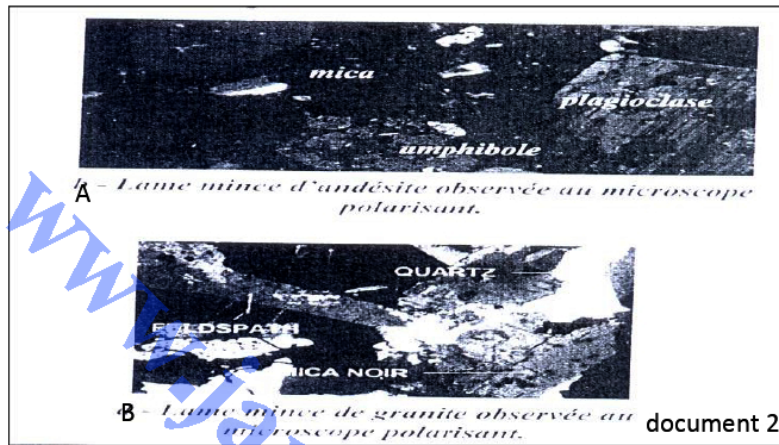 mica
plagioclase
amphibole
A - Lame mince d'andésite observée au microscope
polarisant.
QUARTZ
FELDSPATH
MICA NOIR
B - Lame mince de granite observée au
microscope polarisant.
document 2